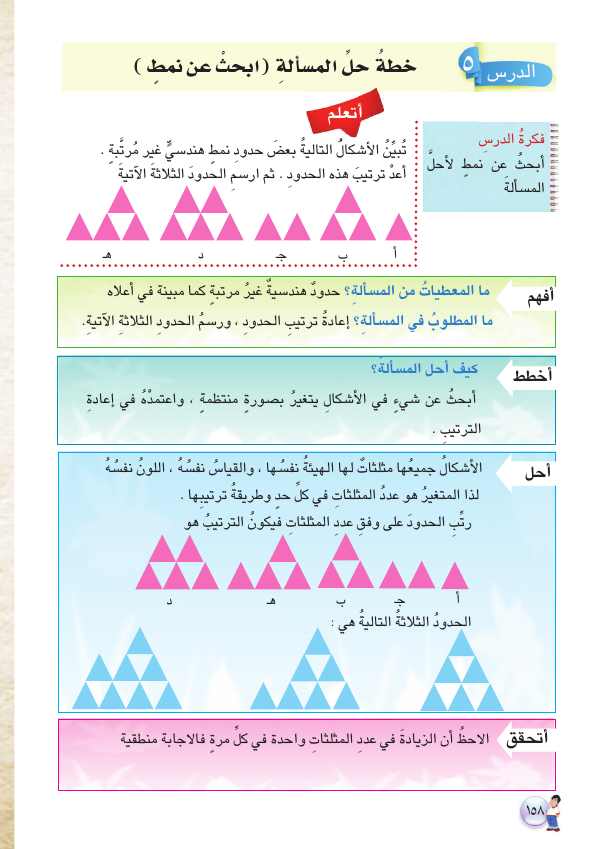 الدرس ٥
خطةُ حلِّ المسألةِ ( ابحثْ عن نمطٍ )
فكرةُ الدرسِ
أبحثُ عن نمطٍ لأحلَّ
المسألةَ
أتعلم
تُبيِّنُ الأشكالُ التاليةُ بعضَ حدودِ نمطٍ هندسيٍّ غيرِ مُرتَّبةٍ .
أعدْ ترتيبَ هذه الحدودِ . ثم ارسمِ الحدودَ الثلاثةَ الآتيةَ
أ ب جـ د هـ
أفهم
ما المعطياتُ من المسألةِ؟ حدودٌ هندسيةٌ غيرُ مرتبةٍ كما مبينة في أعلاه
ما المطلوبُ في المسألةِ؟ إعادةُ ترتيبِ الحدودِ ، ورسمُ الحدودِ الثلاثةِ الآتيةِ.
أخطط
كيف أحل المسألةَ؟
أبحثُ عن شيءٍ في الأشكالِ يتغيرُ بصورةٍ منتظمةٍ ، واعتمدْهُ في إعادةِ
الترتيبِ .
أحل
الأشكالُ جميعُها مثلثاتٌ لها الهيئةُ نفسُها ، والقياسُ نفسُهُ ، اللونُ نفسُهُ
لذا المتغيرُ هو عددُ المثلثاتِ في كلِّ حدٍ وطريقةُ ترتيبِها .
رتِّبِ الحدودَ على وفقِ عددِ المثلثاتِ فيكونُ الترتيبُ هو
أ جـ ب هـ د
الحدودُ الثلاثةُ التاليةُ هي :
أتحقق
الاحظُ أن الزيادةَ في عددِ المثلثاتِ واحدة في كلِّ مرةٍ فالاجابة منطقية
١٥٨